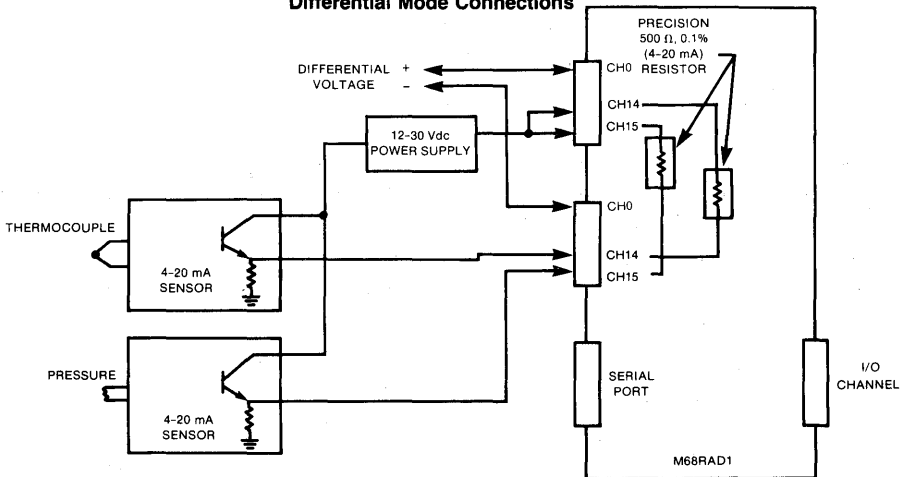 Differential Mode Connections
PRECISION
500 Ω, 0.1%
(4-20 mA)
RESISTOR
DIFFERENTIAL
VOLTAGE
+
−
CH0
CH14
CH15
12-30 Vdc
POWER SUPPLY
CH0
CH14
CH15
THERMOCOUPLE
4-20 mA
SENSOR
PRESSURE
4-20 mA
SENSOR
SERIAL
PORT
I/O
CHANNEL
M68RAD1